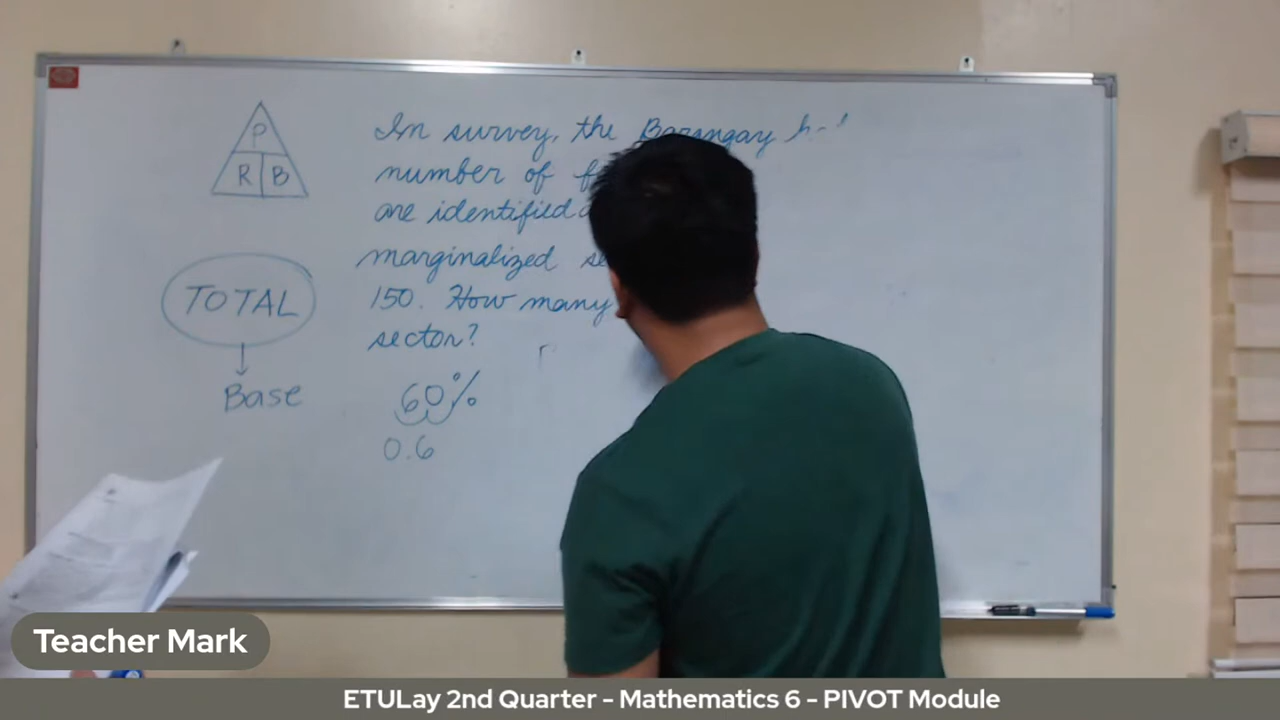 P
R B
TOTAL
Base
In survey, the Barangay
number of
are identified
marginalized
150. How many
sector?
60%
0.6
Teacher Mark
ETULay 2nd Quarter - Mathematics 6 - PIVOT Module